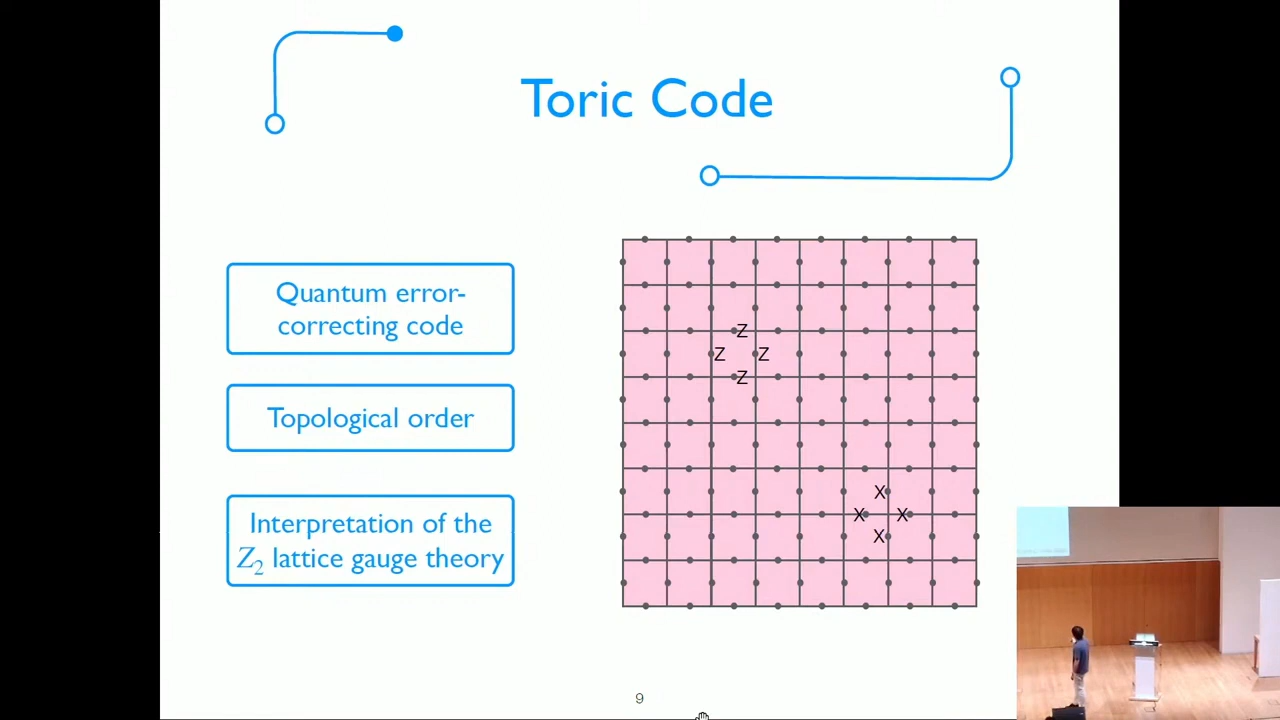 Toric Code
Quantum error-
correcting code
Topological order
Interpretation of the
Z₂ lattice gauge theory
Z
Z Z
Z
X
X X
X
9